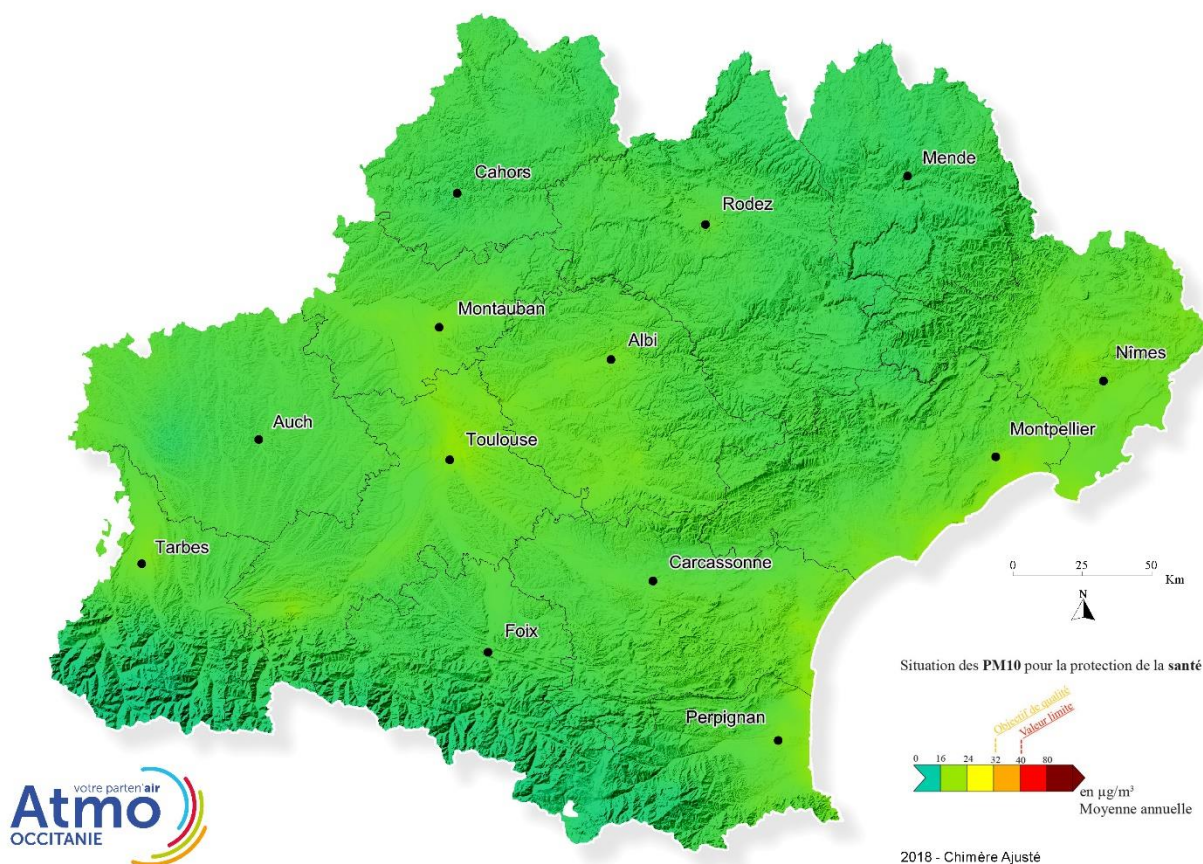 Cahors
Mende
Rodez
Montauban
Albi
Nîmes
Auch
Toulouse
Montpellier
Tarbes
Carcassonne
Foix
Perpignan
0 25 50
Km
N
Situation des PM10 pour la protection de la santé
Objectif de qualité
Valeur limite
0 16 24 32 40 80
en µg/m³
Moyenne annuelle
2018 - Chimère Ajusté
votre parten'air
Atmo
OCCITANIE